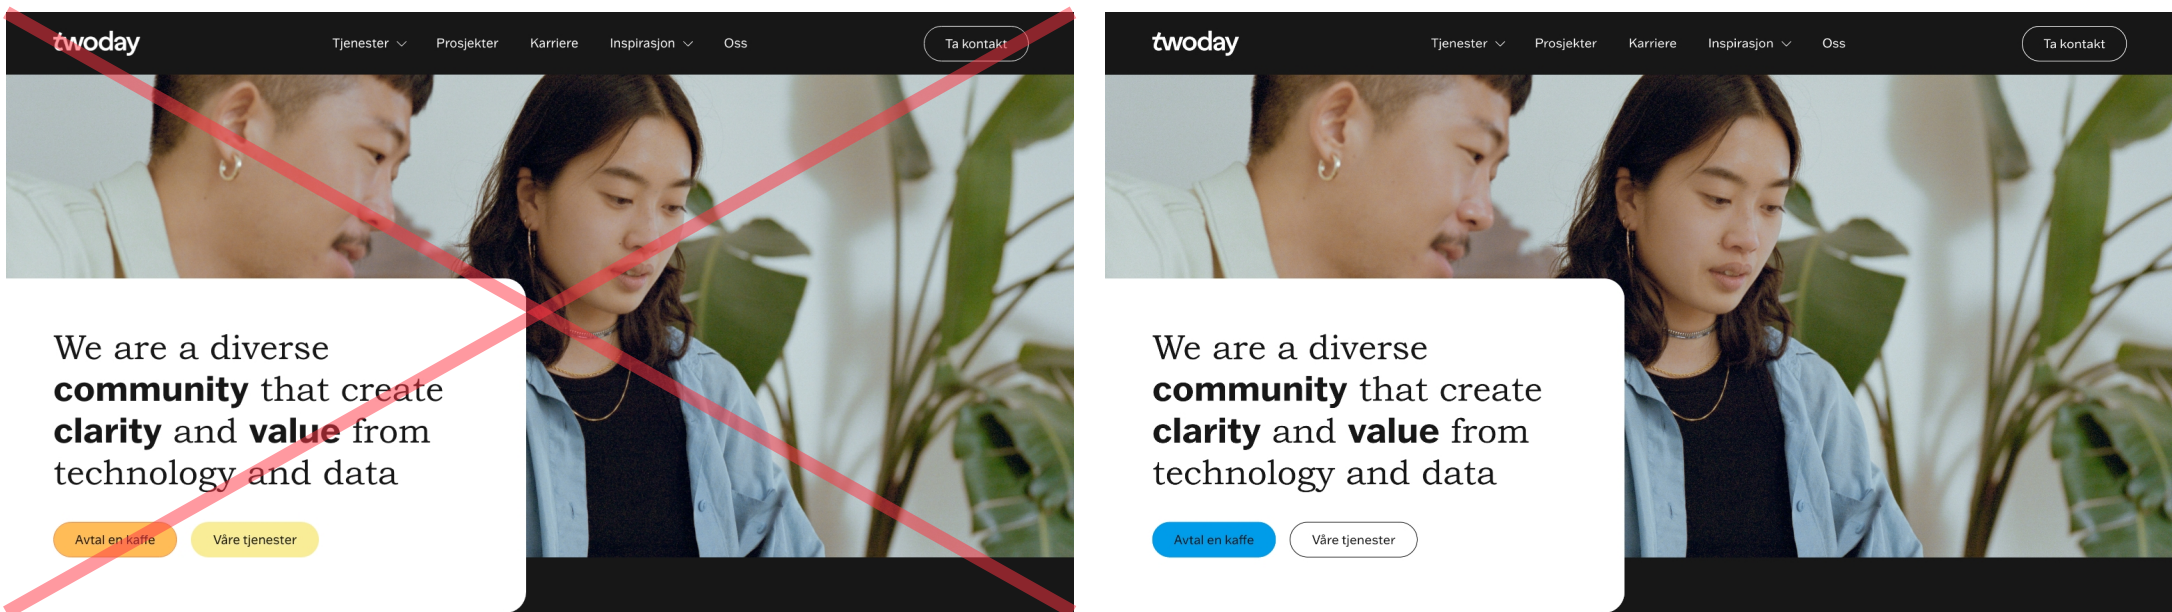 twoday
Tjenester Prosjekter Karriere Inspirasjon Oss
Ta kontakt
We are a diverse
community that create
clarity and value from
technology and data
Avtal en kaffe Våre tjenester
twoday
Tjenester Prosjekter Karriere Inspirasjon Oss
Ta kontakt
We are a diverse
community that create
clarity and value from
technology and data
Avtal en kaffe Våre tjenester